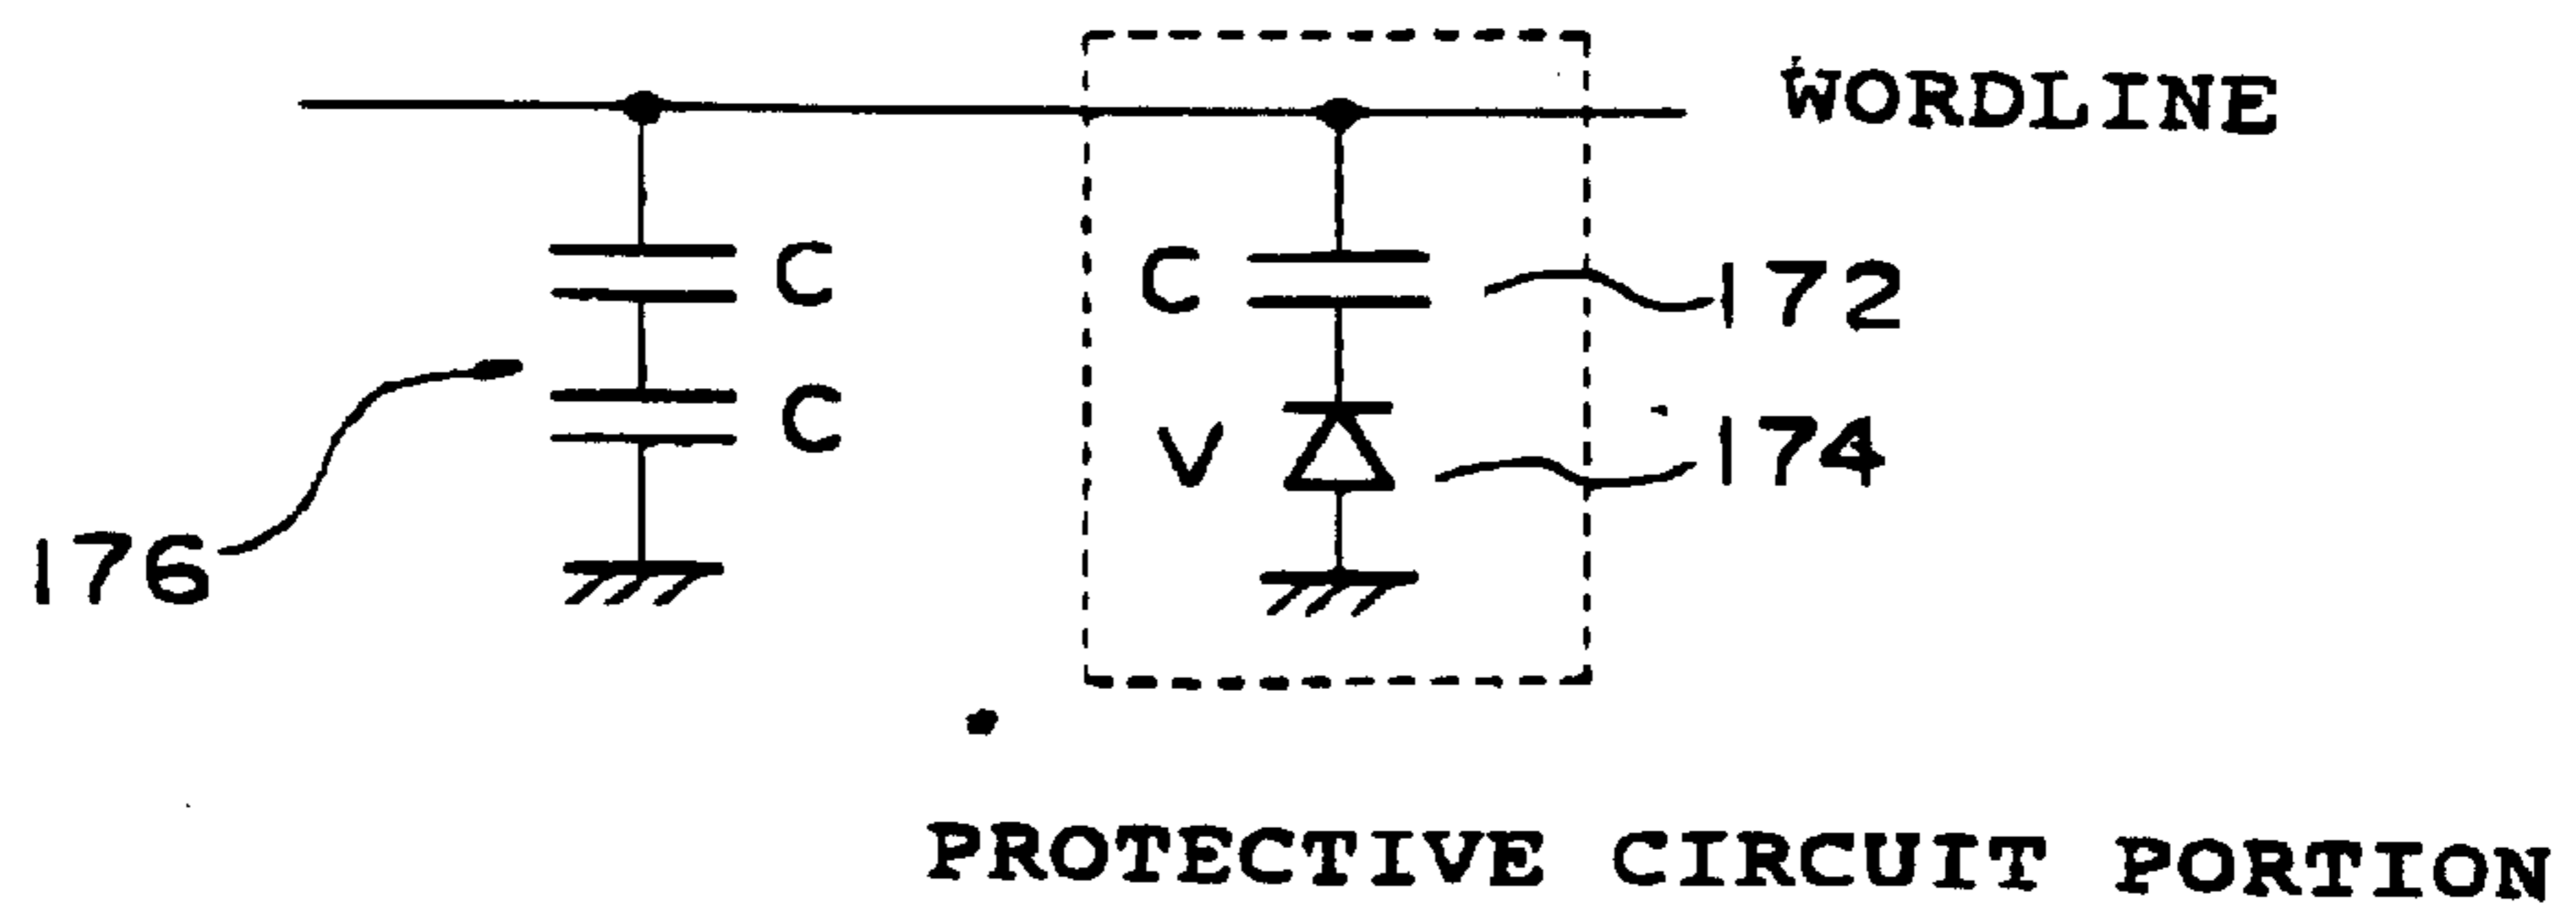 WORDLINE
C
C
172
C
V
174
C
176
PROTECTIVE CIRCUIT PORTION